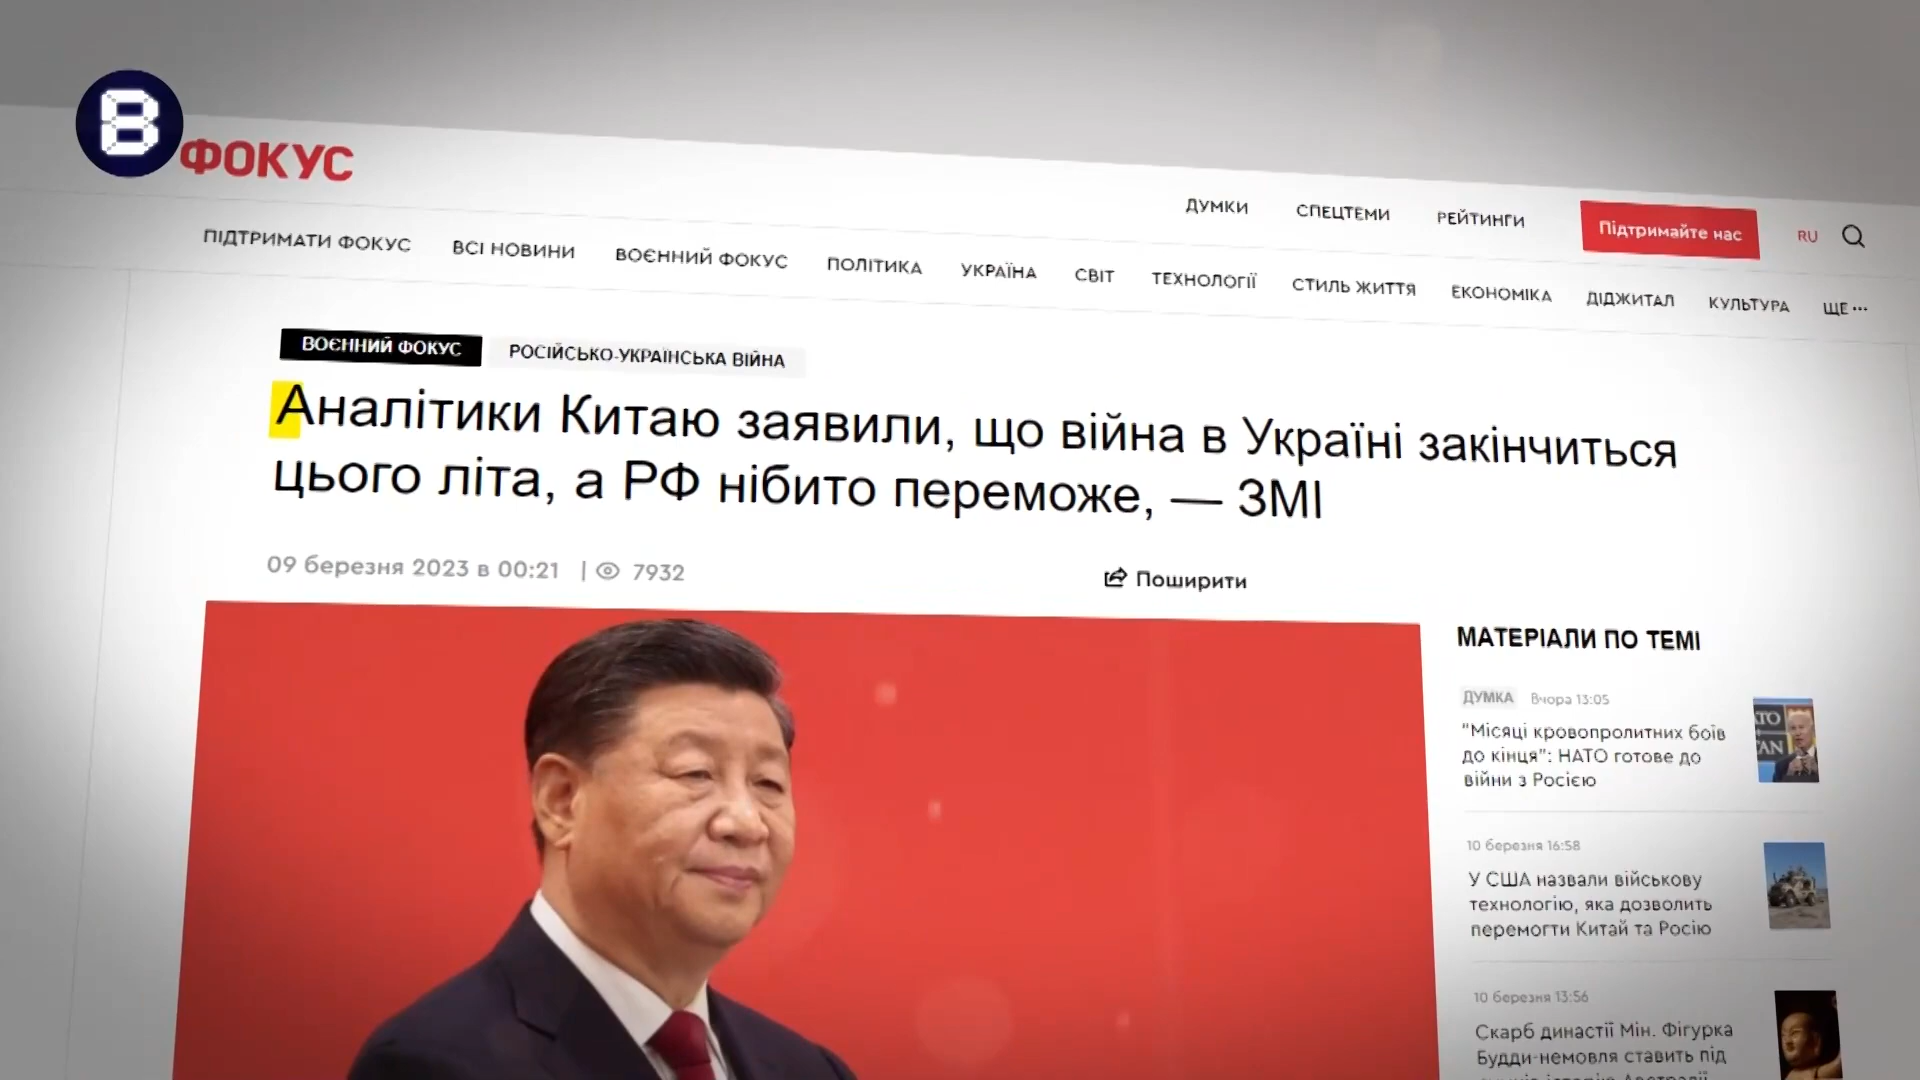 B
ФОКУС
ДУМКИ СПЕЦТЕМИ РЕЙТИНГИ Підтримайте нас RU
ПІДТРИМАТИ ФОКУС ВСІ НОВИНИ ВОЄННИЙ ФОКУС ПОЛІТИКА УКРАЇНА СВІТ ТЕХНОЛОГІЇ СТИЛЬ ЖИТТЯ ЕКОНОМІКА ДІДЖИТАЛ КУЛЬТУРА ЩЕ ···
ВОЄННИЙ ФОКУС РОСІЙСЬКО-УКРАЇНСЬКА ВІЙНА
Аналітики Китаю заявили, що війна в Україні закінчиться
цього літа, а РФ нібито переможе, — ЗМІ
09 березня 2023 в 00:21 | 7932
Поширити
МАТЕРІАЛИ ПО ТЕМІ
ДУМКА Вчора 13:05
"Місяці кровопролитних боїв
до кінця": НАТО готове до
війни з Росією
10 березня 16:58
У США назвали військову
технологію, яка дозволить
перемогти Китай та Росію
10 березня 13:56
Скарб династії Мін. Фігурка
Будди-немовля ставить під